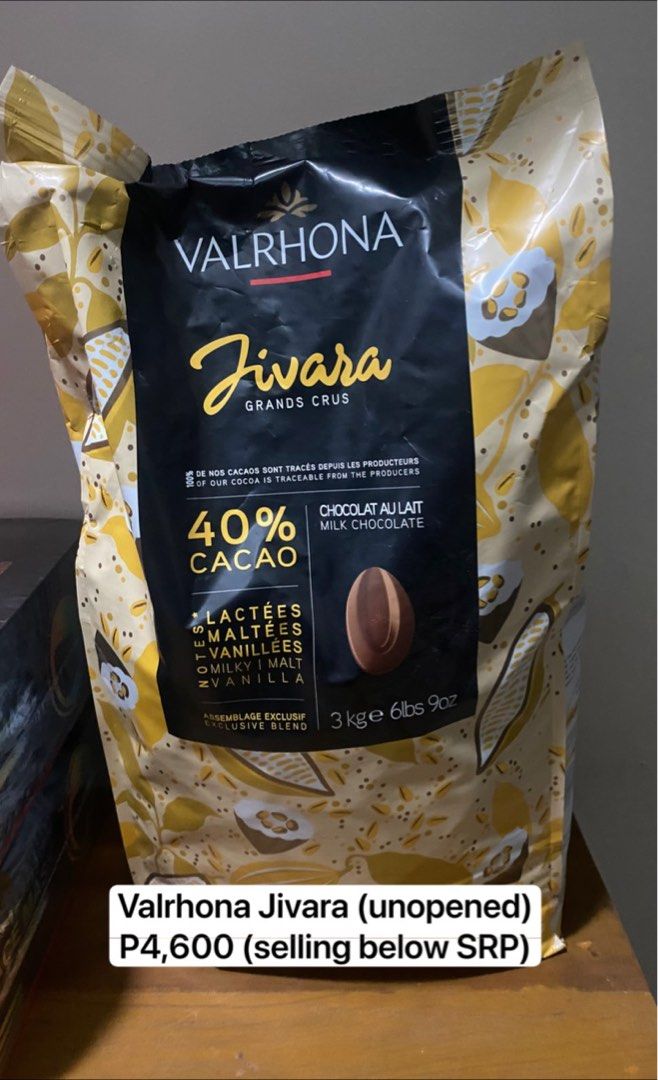 VALRHONA
Jivara
GRANDS CRUS
100% DE NOS CACAOS SONT TRACÉS DEPUIS LES PRODUCTEURS
OF OUR COCOA IS TRACEABLE FROM THE PRODUCERS
40%
CACAO
CHOCOLAT AU LAIT
MILK CHOCOLATE
NOTES*
LACTÉES
MALTÉES
VANILLÉES
MILKY | MALT
VANILLA
ASSEMBLAGE EXCLUSIF
EXCLUSIVE BLEND
3 kg e 6lbs 9oz
Valrhona Jivara (unopened)
P4,600 (selling below SRP)